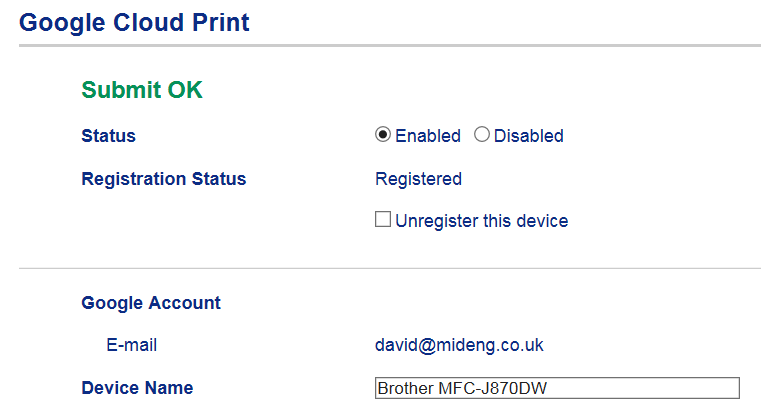 Google Cloud Print
Submit OK
Status Enabled Disabled
Registration Status Registered
Unregister this device
Google Account
E-mail david@mideng.co.uk
Device Name Brother MFC-J870DW